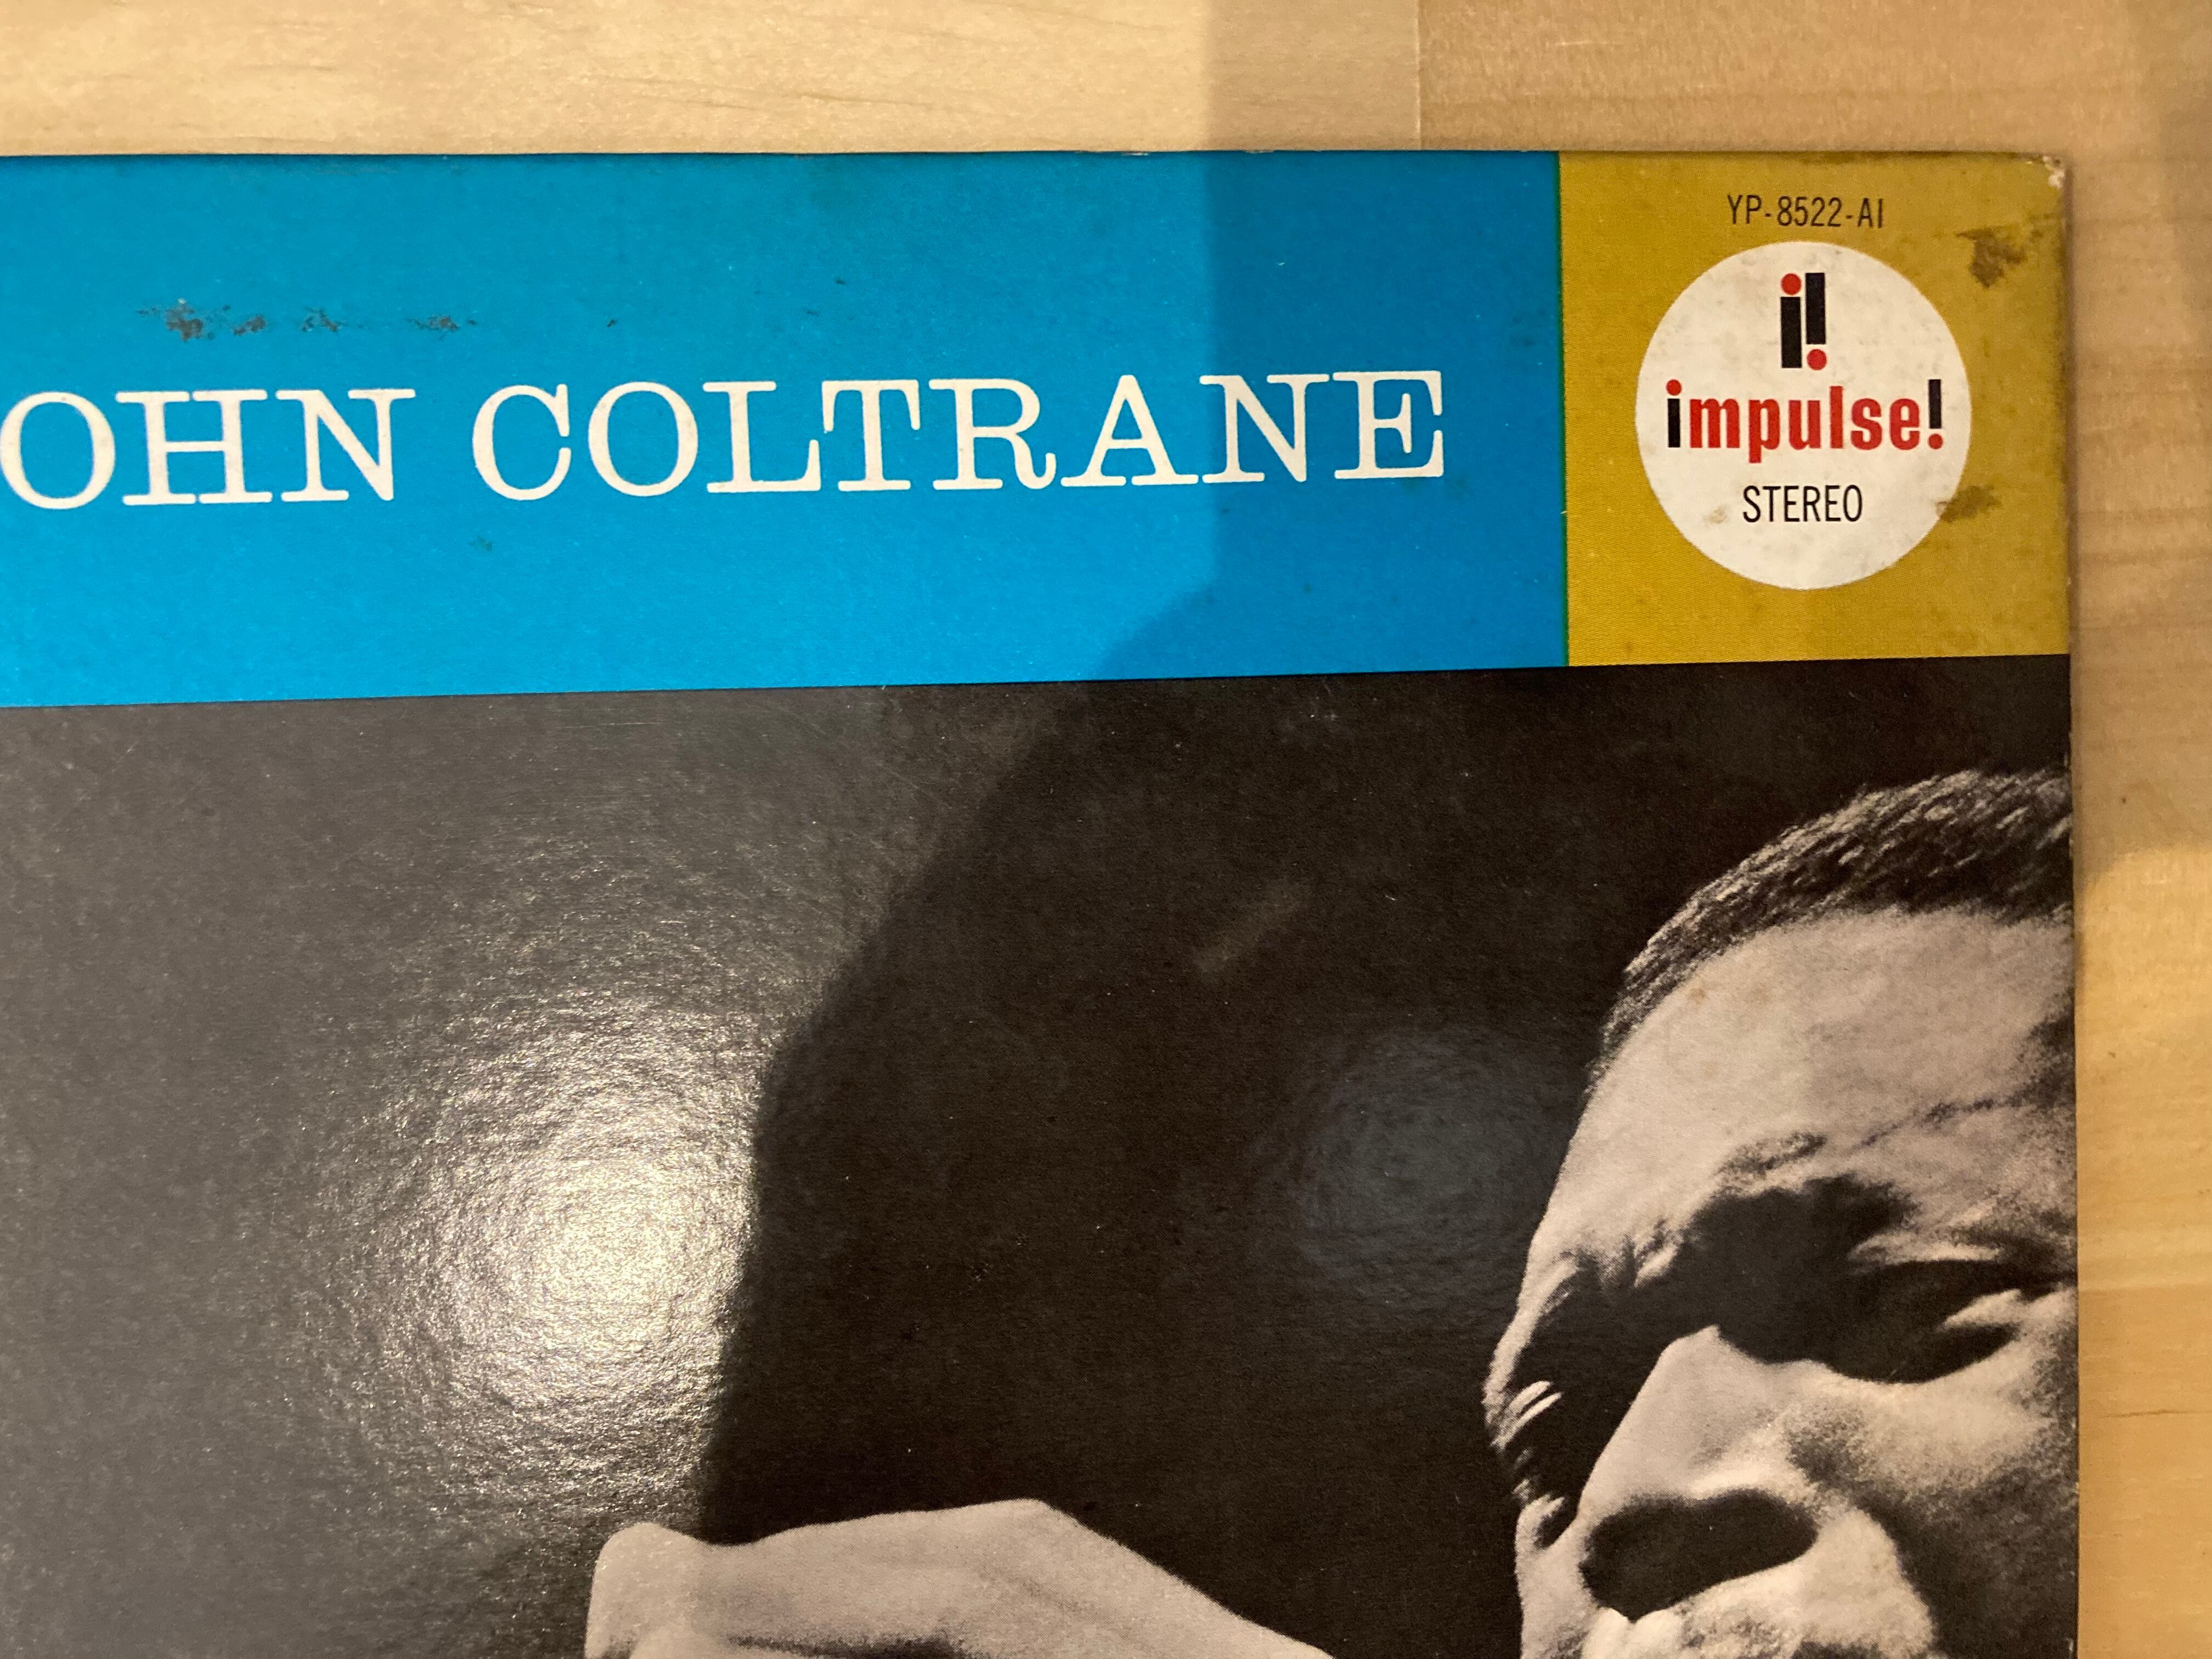 YP-8522-AI
OHN COLTRANE
impulse!
STEREO